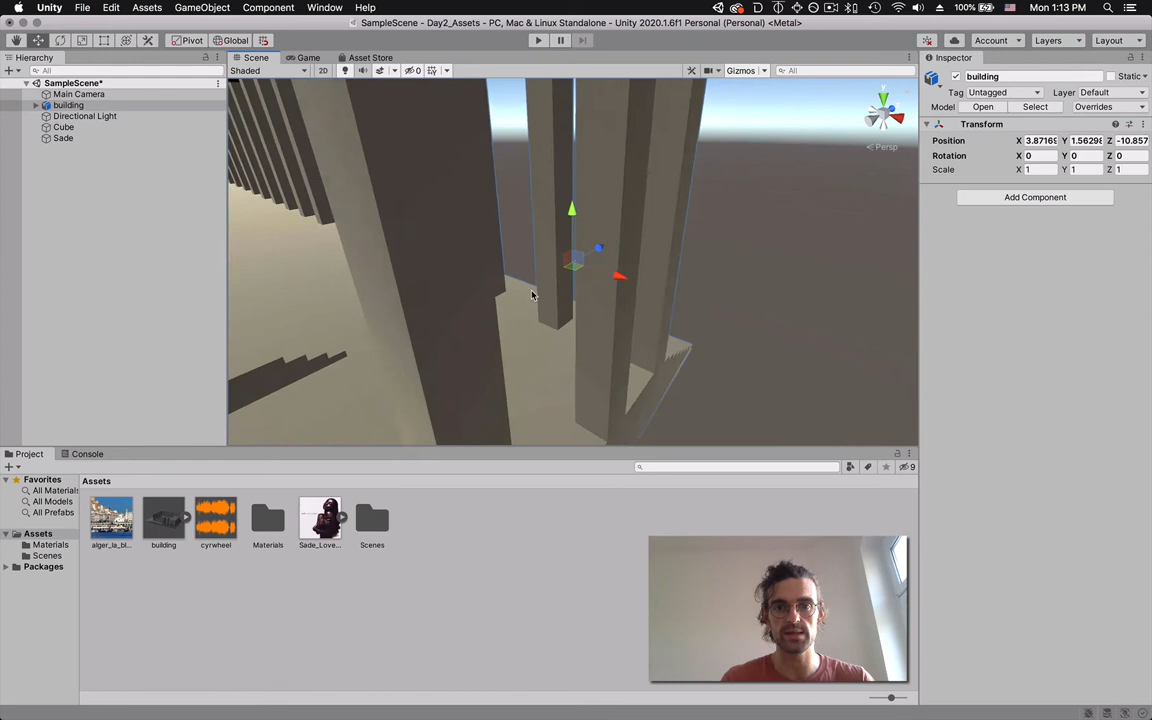 Unity File Edit Assets GameObject Component Window Help 100% Mon 1:13 PM
SampleScene - Day2_Assets - PC, Mac & Linux Standalone - Unity 2020.1.6f1 Personal (Personal) <Metal>
Pivot Global Account Layers Layout
Hierarchy Scene Game Asset Store Inspector
All Shaded 2D 0 Gizmos All
building Static
SampleScene*
Main Camera
building
Directional Light
Cube
Sade
Tag Untagged Layer Default
Model Open Select Overrides
Transform
Position X 3.8716 Y 1.5629 Z -10.857
Rotation X 0 Y 0 Z 0
Scale X 1 Y 1 Z 1
Add Component
y
Persp
Project Console
9
Favorites
All Materials
All Models
All Prefabs
Assets
Materials
Scenes
Packages
Assets
alger_la_bl... building cyrwheel Materials Sade_Love... Scenes